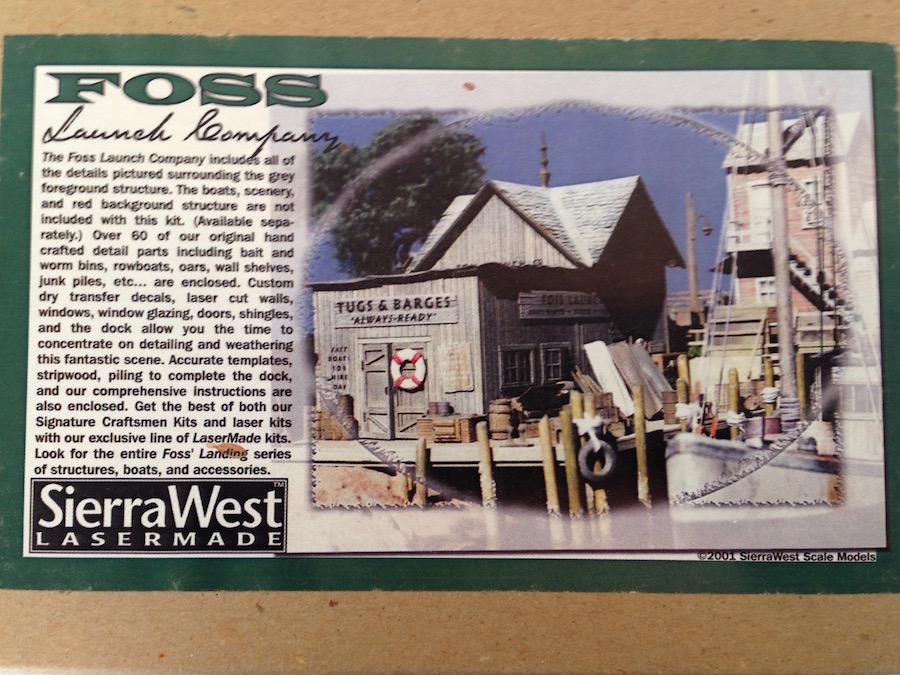 FOSS
Launch Company
The Foss Launch Company includes all of
the details pictured surrounding the grey
foreground structure. The boats, scenery,
and red background structure are not
included with this kit. (Available sepa-
rately.) Over 60 of our original hand
crafted detail parts including bait and
worm bins, rowboats, oars, wall shelves,
junk piles, etc... are enclosed. Custom
dry transfer decals, laser cut walls,
windows, window glazing, doors, shingles,
and the dock allow you the time to
concentrate on detailing and weathering
this fantastic scene. Accurate templates,
stripwood, piling to complete the dock,
and our comprehensive instructions are
also enclosed. Get the best of both our
Signature Craftsmen Kits and laser kits
with our exclusive line of LaserMade kits.
Look for the entire Foss' Landing series
of structures, boats, and accessories.
SierraWest™
LASERMADE
TUGS & BARGES
"ALWAYS-READY"
FAST
BOATS
FOR
HIRE
DAY
FOSS LAUNCH
©2001 SierraWest Scale Models